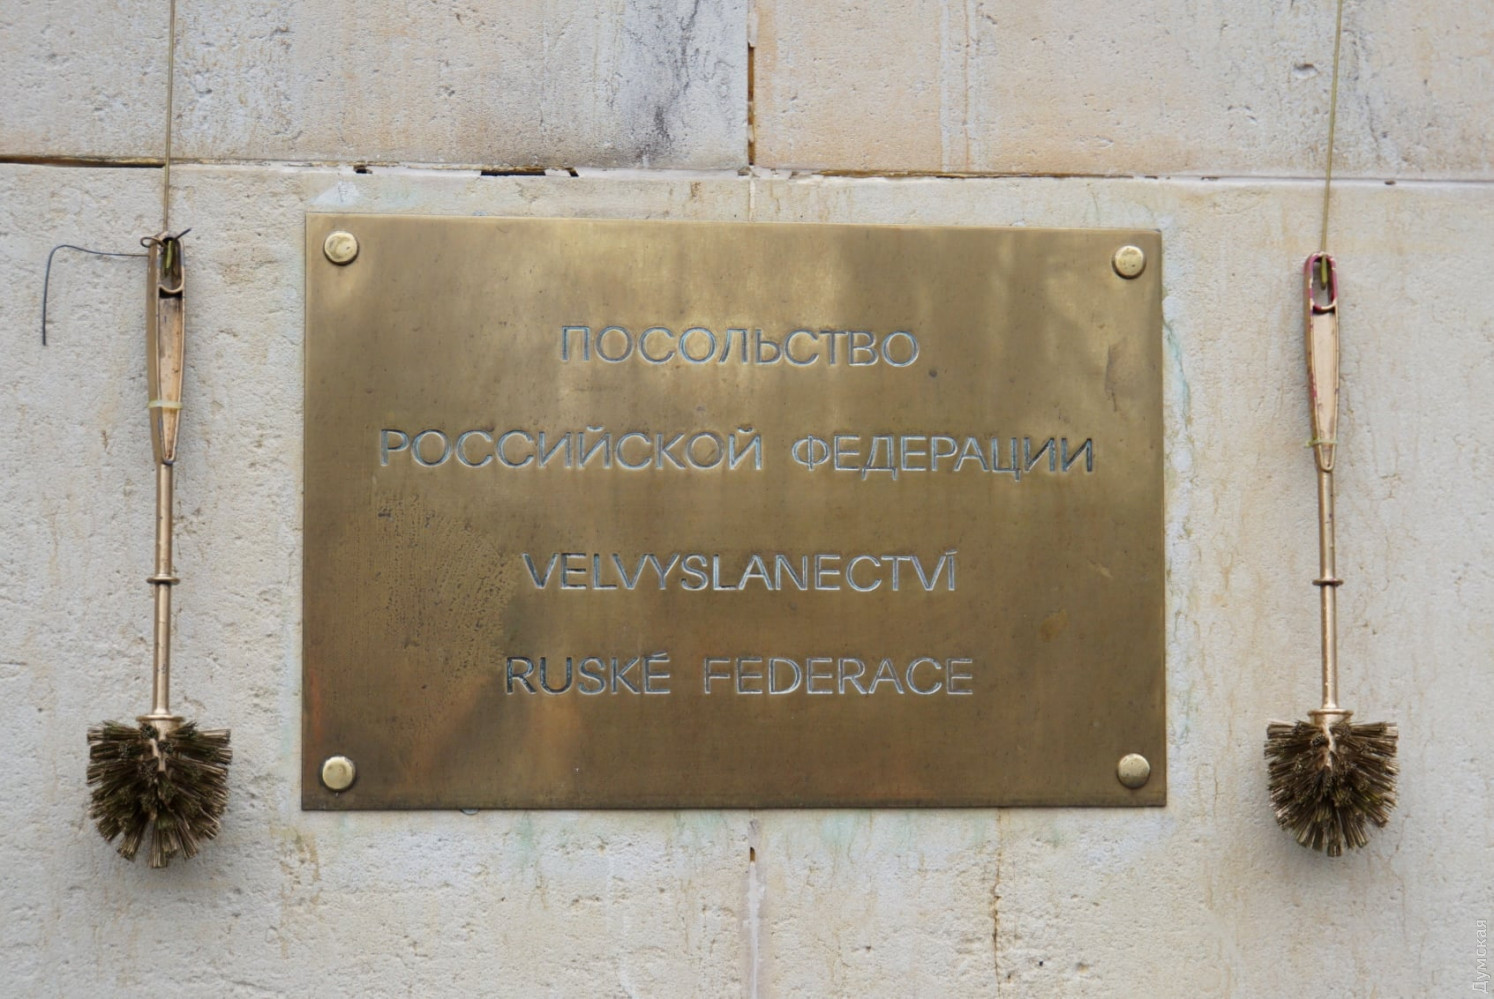 ПОСОЛЬСТВО
РОССИЙСКОЙ ФЕДЕРАЦИИ
VELVYSLANECTVÍ
RUSKÉ FEDERACE
Думская